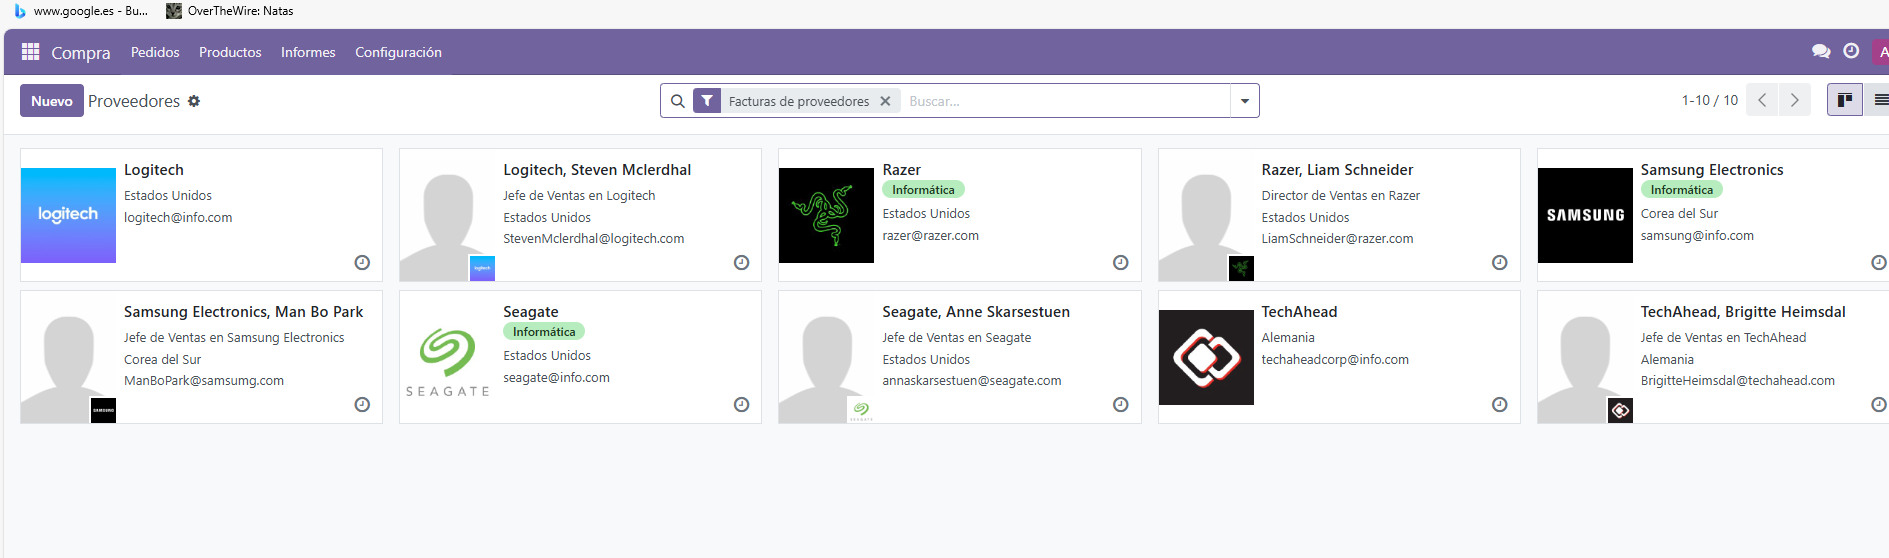 www.google.es - Bu...
OverTheWire: Natas
Compra
Pedidos
Productos
Informes
Configuración
A
Nuevo
Proveedores
Facturas de proveedores
Buscar...
1-10 / 10
logitech
Logitech
Estados Unidos
logitech@info.com
logitech
Logitech, Steven Mclerdhal
Jefe de Ventas en Logitech
Estados Unidos
StevenMclerdhal@logitech.com
Razer
Informática
Estados Unidos
razer@razer.com
Razer, Liam Schneider
Director de Ventas en Razer
Estados Unidos
LiamSchneider@razer.com
SAMSUNG
Samsung Electronics
Informática
Corea del Sur
samsung@info.com
SAMSUNG
Samsung Electronics, Man Bo Park
Jefe de Ventas en Samsung Electronics
Corea del Sur
ManBoPark@samsumg.com
SEAGATE
Seagate
Informática
Estados Unidos
seagate@info.com
SEAGATE
Seagate, Anne Skarsestuen
Jefe de Ventas en Seagate
Estados Unidos
annaskarsestuen@seagate.com
TechAhead
Alemania
techaheadcorp@info.com
TechAhead, Brigitte Heimsdal
Jefe de Ventas en TechAhead
Alemania
BrigitteHeimsdal@techahead.com